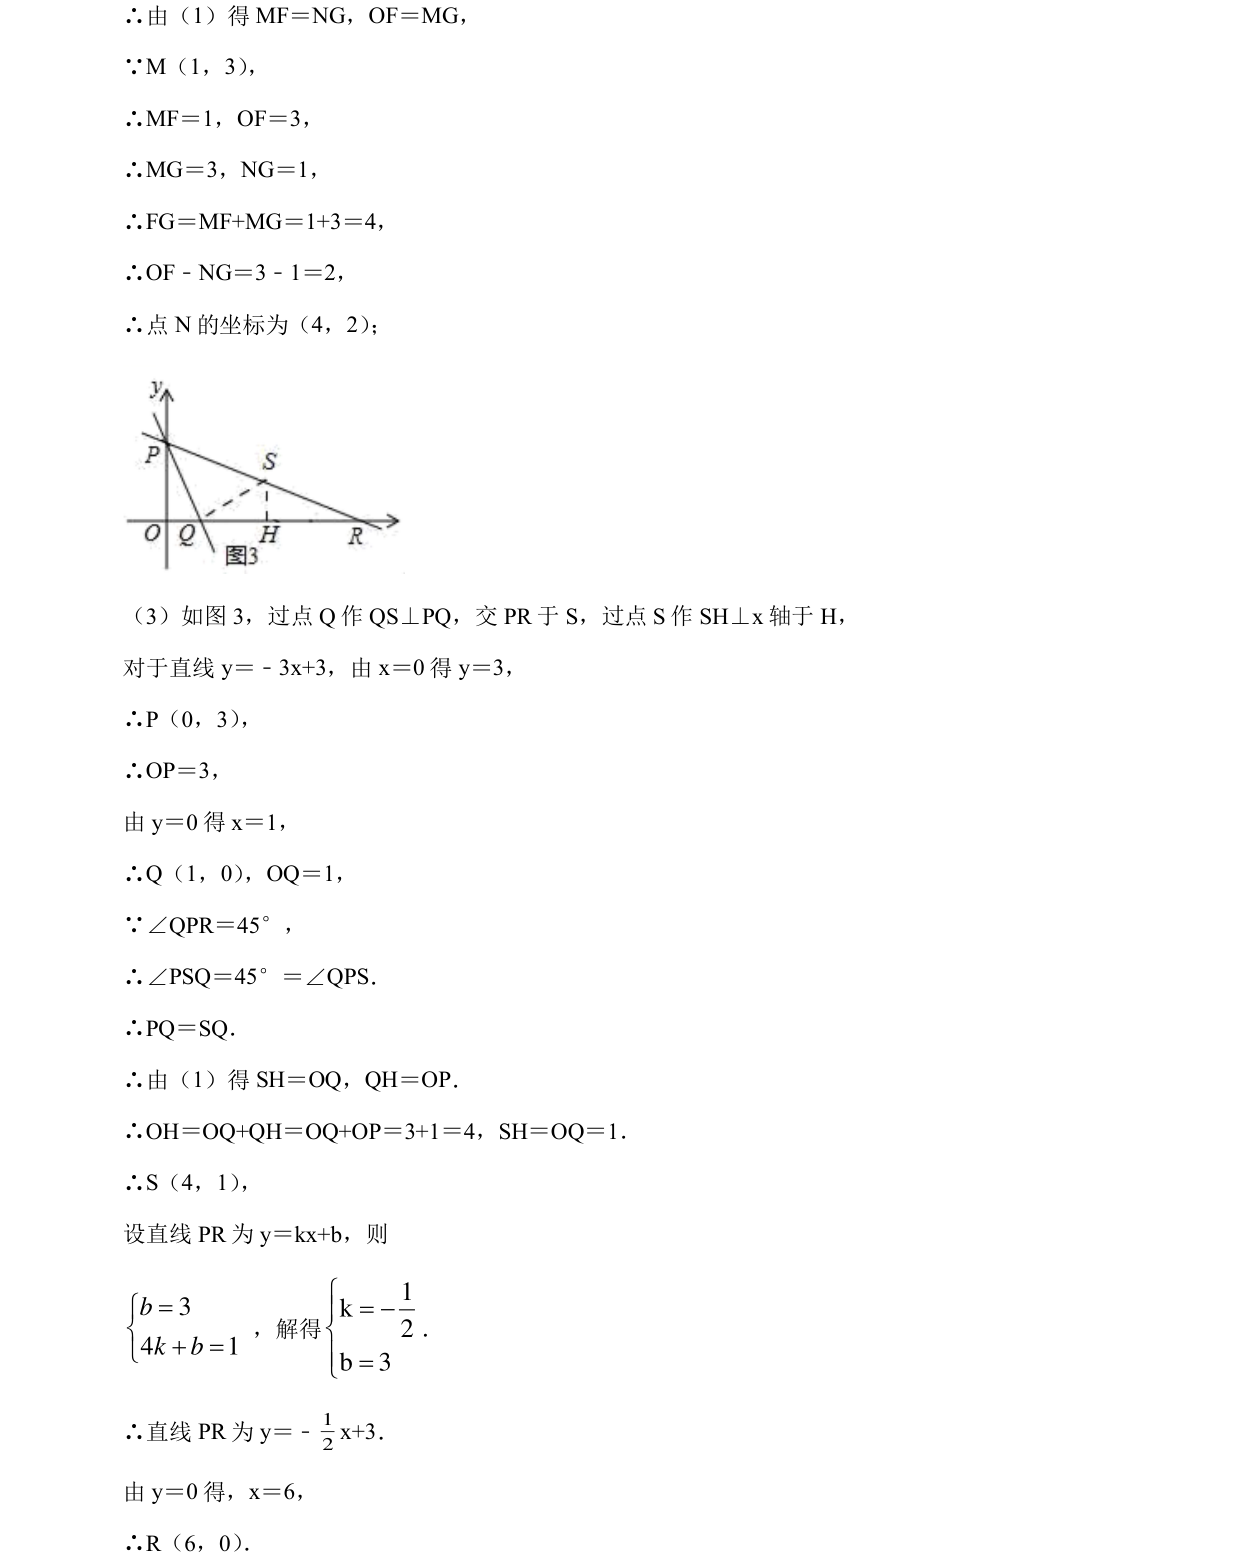 ∴由（1）得 MF＝NG，OF＝MG，
∵M（1，3），
∴MF＝1，OF＝3，
∴MG＝3，NG＝1，
∴FG＝MF+MG＝1+3＝4，
∴OF﹣NG＝3﹣1＝2，
∴点 N 的坐标为（4，2）；
y
P
S
O Q H R
图3
（3）如图 3，过点 Q 作 QS⊥PQ，交 PR 于 S，过点 S 作 SH⊥x 轴于 H，
对于直线 y＝﹣3x+3，由 x＝0 得 y＝3，
∴P（0，3），
∴OP＝3，
由 y＝0 得 x＝1，
∴Q（1，0），OQ＝1，
∵∠QPR＝45°，
∴∠PSQ＝45°＝∠QPS．
∴PQ＝SQ．
∴由（1）得 SH＝OQ，QH＝OP．
∴OH＝OQ+QH＝OQ+OP＝3+1＝4，SH＝OQ＝1．
∴S（4，1），
设直线 PR 为 y＝kx+b，则
{b = 3, 4k + b = 1，解得 {k = −1/2, b = 3．
∴直线 PR 为 y＝﹣1/2 x+3．
由 y＝0 得，x＝6，
∴R（6，0）．